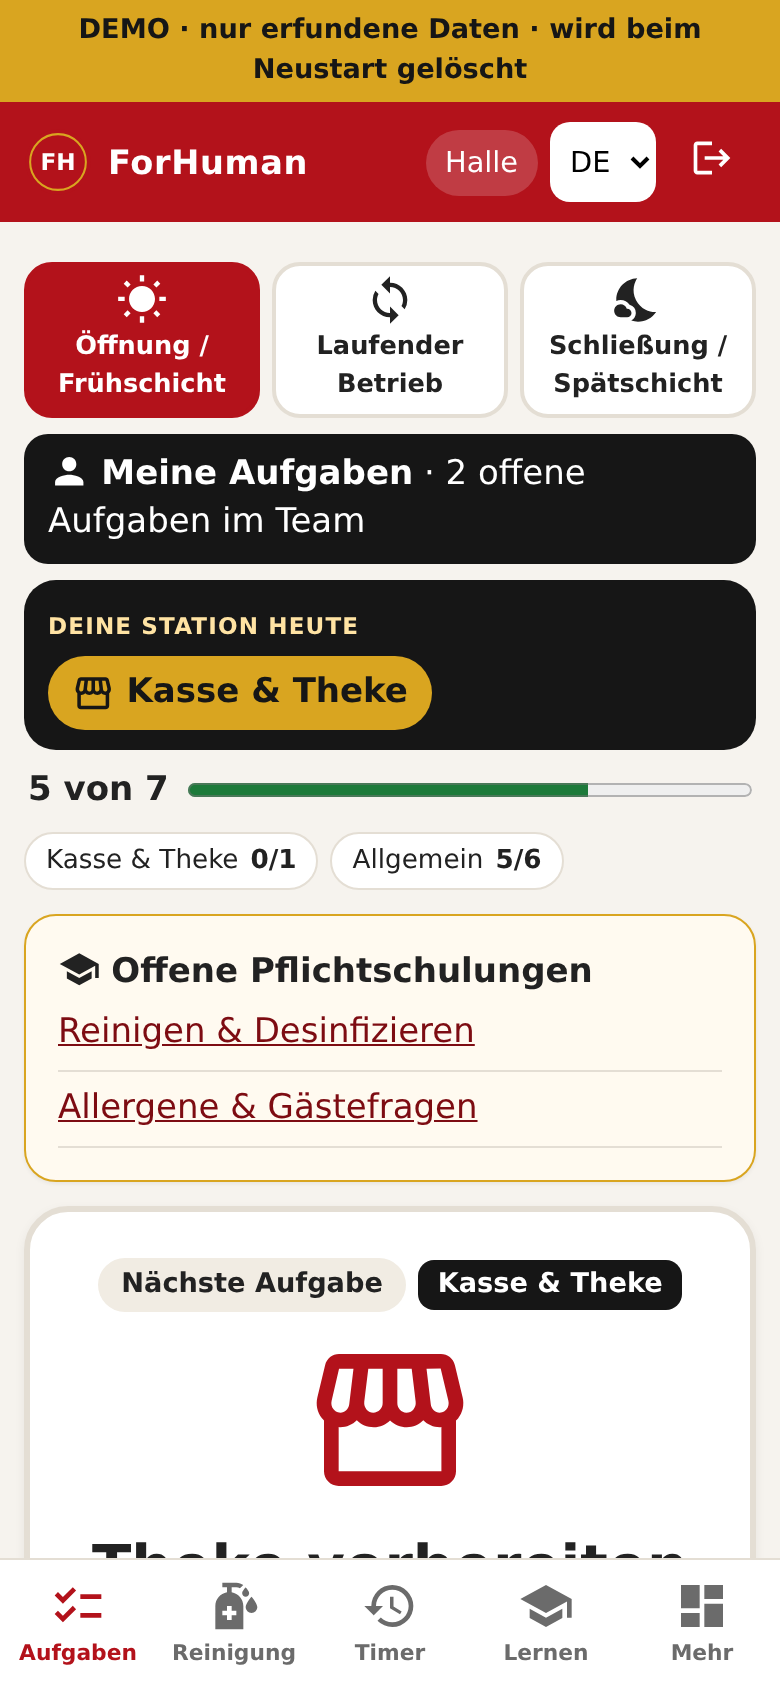 DEMO · nur erfundene Daten · wird beim
Neustart gelöscht
FH ForHuman Halle DE
Öffnung /
Frühschicht
Laufender
Betrieb
Schließung /
Spätschicht
Meine Aufgaben · 2 offene
Aufgaben im Team
DEINE STATION HEUTE
Kasse & Theke
5 von 7
Kasse & Theke 0/1 Allgemein 5/6
Offene Pflichtschulungen
Reinigen & Desinfizieren
Allergene & Gästefragen
Nächste Aufgabe Kasse & Theke
Theke vorbereiten
Aufgaben Reinigung Timer Lernen Mehr